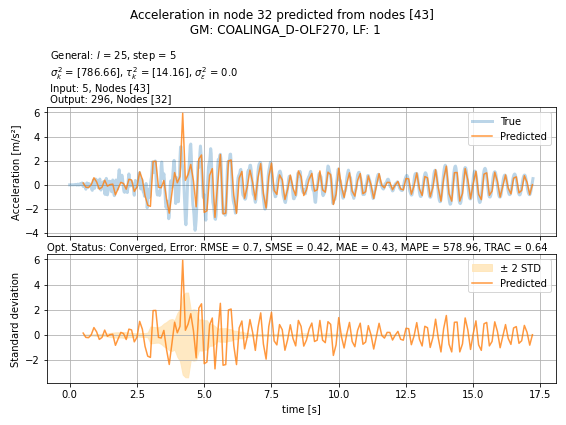 Acceleration in node 32 predicted from nodes [43]
GM: COALINGA_D-OLF270, LF: 1
General: l = 25, step = 5
σ²ₖ = [786.66], τ²ₖ = [14.16], σ²ε = 0.0
Input: 5, Nodes [43]
Output: 296, Nodes [32]
Acceleration [m/s²]
6
4
2
0
−2
−4
True
Predicted
Opt. Status: Converged, Error: RMSE = 0.7, SMSE = 0.42, MAE = 0.43, MAPE = 578.96, TRAC = 0.64
Standard deviation
6
4
2
0
−2
± 2 STD
Predicted
0.0 2.5 5.0 7.5 10.0 12.5 15.0 17.5
time [s]